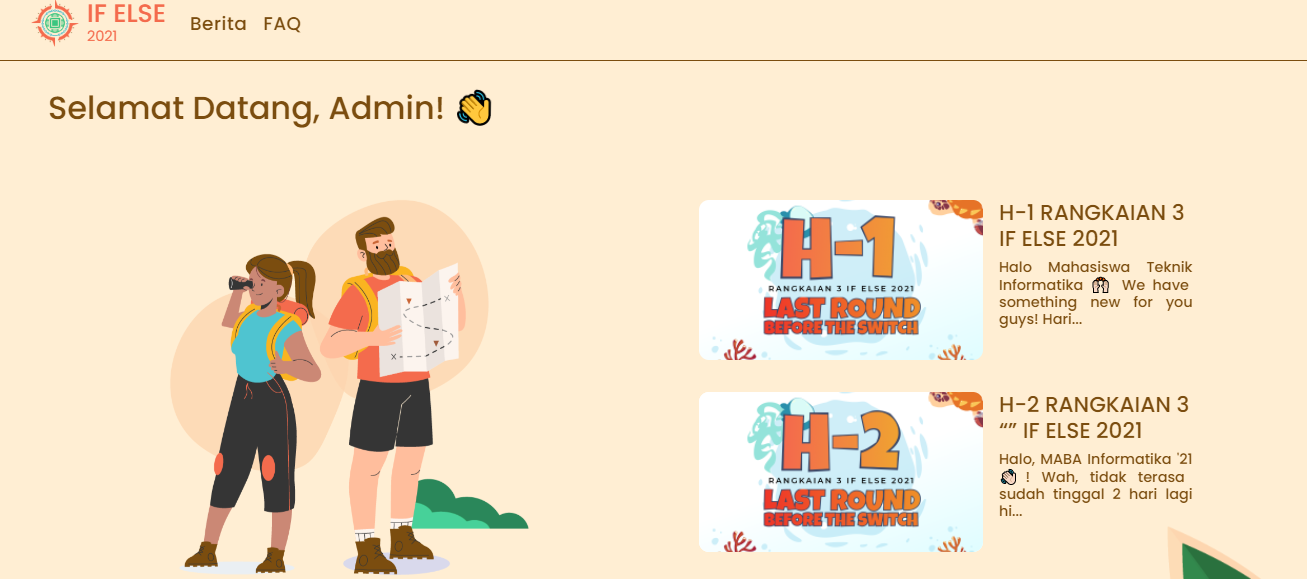 IF ELSE
2021
Berita FAQ
Selamat Datang, Admin! 👋
H-1
RANGKAIAN 3 IF ELSE 2021
LAST ROUND
BEFORE THE SWITCH
H-1 RANGKAIAN 3
IF ELSE 2021
Halo Mahasiswa Teknik
Informatika We have
something new for you
guys! Hari...
H-2
RANGKAIAN 3 IF ELSE 2021
LAST ROUND
BEFORE THE SWITCH
H-2 RANGKAIAN 3
“” IF ELSE 2021
Halo, MABA Informatika '21
👋🏻 ! Wah, tidak terasa
sudah tinggal 2 hari lagi
hi...